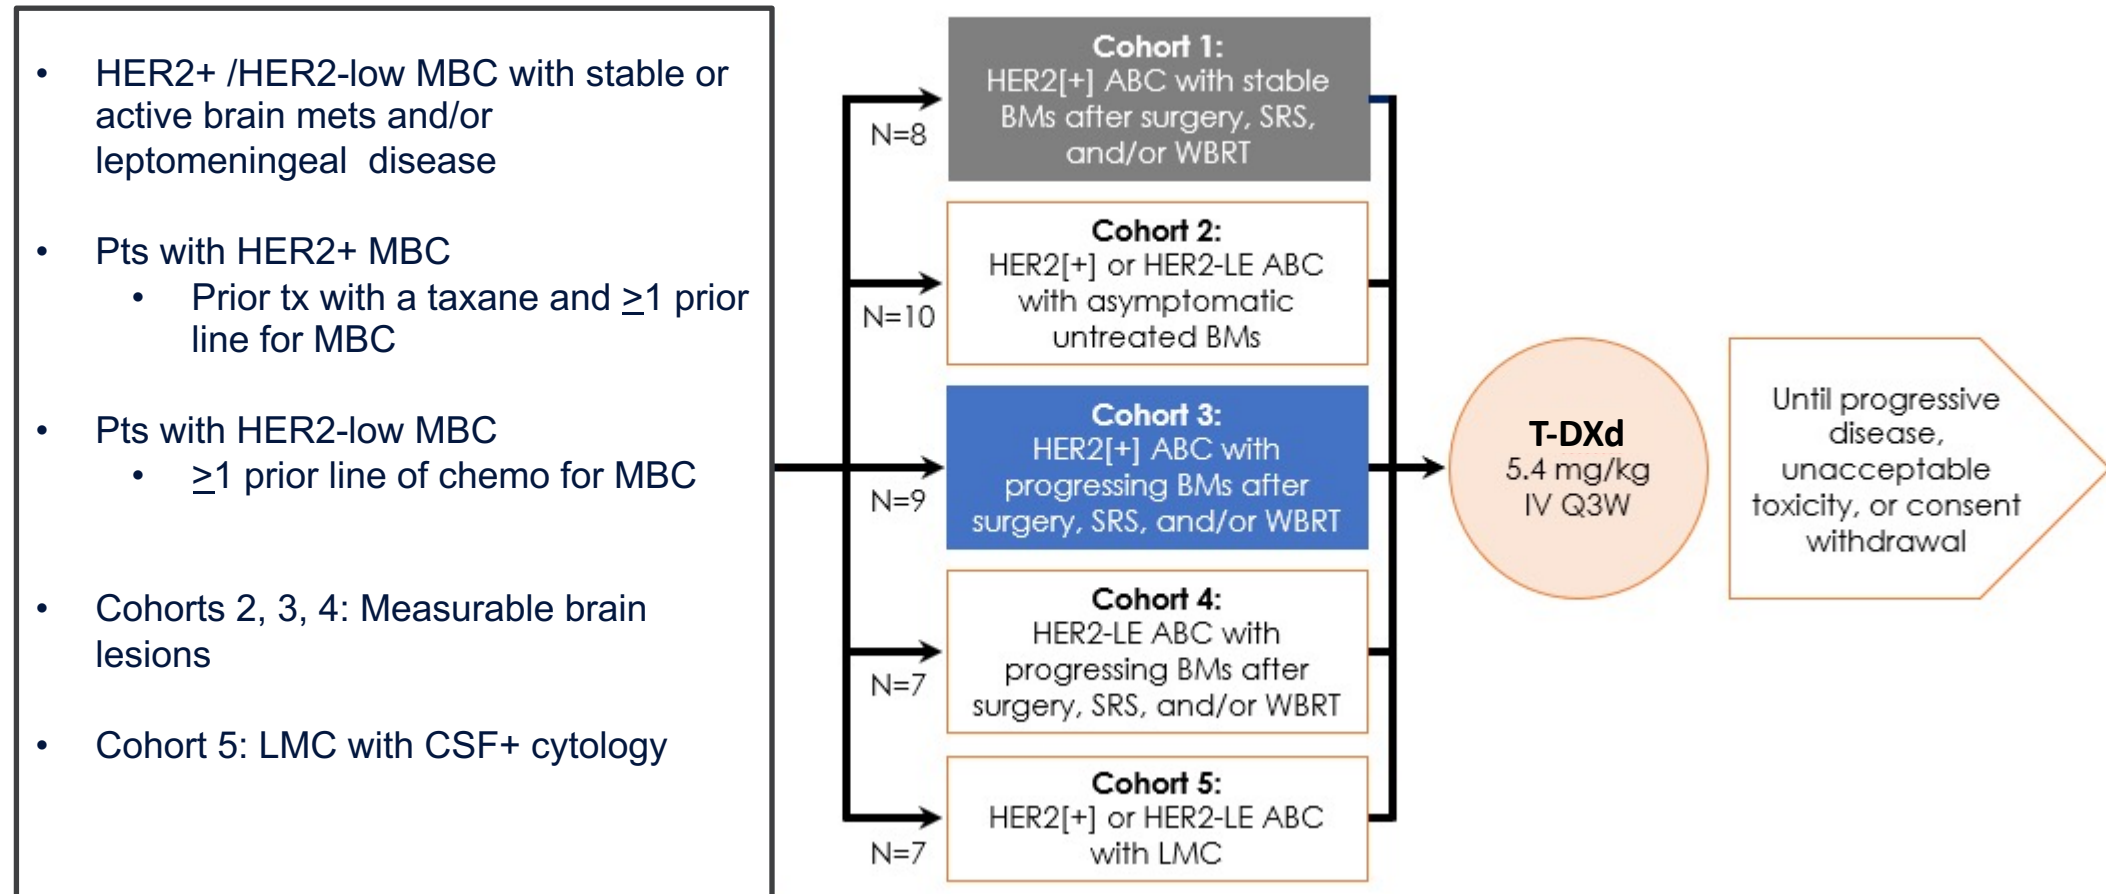 • HER2+ /HER2-low MBC with stable or
active brain mets and/or
leptomeningeal disease
• Pts with HER2+ MBC
• Prior tx with a taxane and ≥1 prior
line for MBC
• Pts with HER2-low MBC
• ≥1 prior line of chemo for MBC
• Cohorts 2, 3, 4: Measurable brain
lesions
• Cohort 5: LMC with CSF+ cytology
N=8
Cohort 1:
HER2[+] ABC with stable
BMs after surgery, SRS,
and/or WBRT
N=10
Cohort 2:
HER2[+] or HER2-LE ABC
with asymptomatic
untreated BMs
N=9
Cohort 3:
HER2[+] ABC with
progressing BMs after
surgery, SRS, and/or WBRT
N=7
Cohort 4:
HER2-LE ABC with
progressing BMs after
surgery, SRS, and/or WBRT
N=7
Cohort 5:
HER2[+] or HER2-LE ABC
with LMC
T-DXd
5.4 mg/kg
IV Q3W
Until progressive
disease,
unacceptable
toxicity, or consent
withdrawal